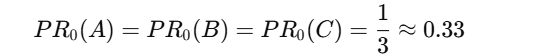 PR₀(A) = PR₀(B) = PR₀(C) = 1/3 ≈ 0.33